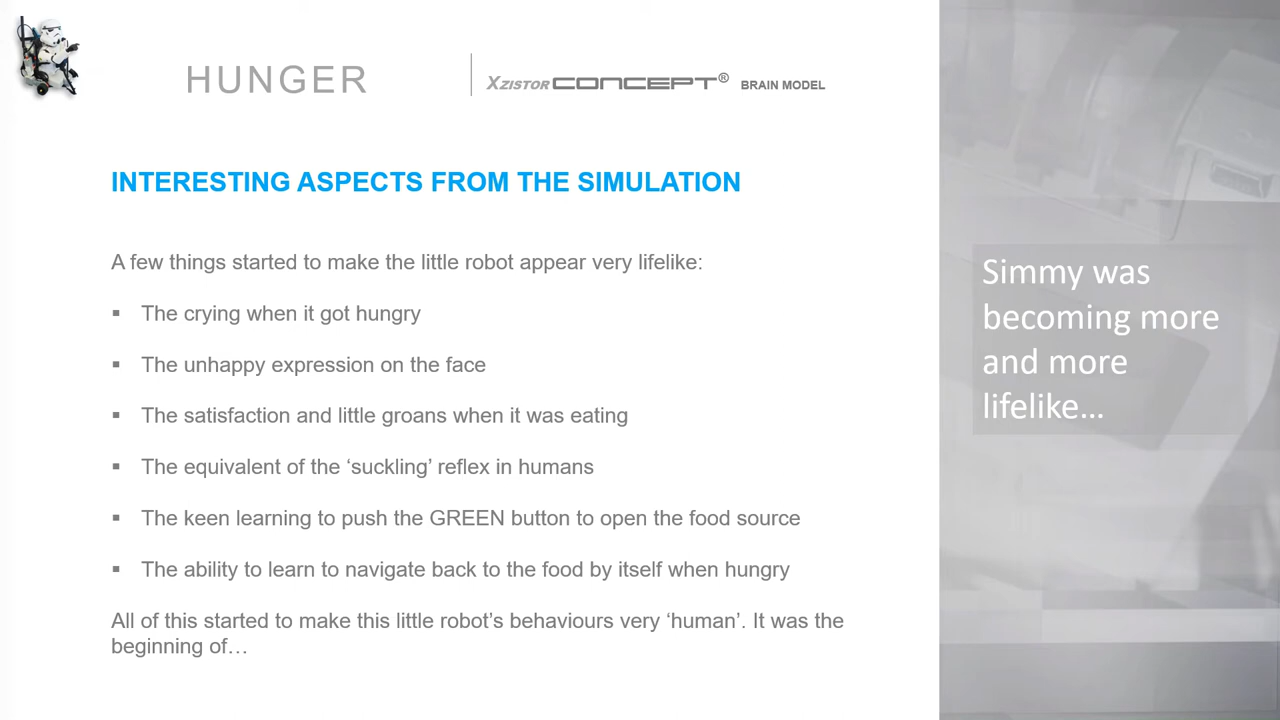 HUNGER
XZISTOR CONCEPT® BRAIN MODEL
INTERESTING ASPECTS FROM THE SIMULATION
A few things started to make the little robot appear very lifelike:
▪ The crying when it got hungry
▪ The unhappy expression on the face
▪ The satisfaction and little groans when it was eating
▪ The equivalent of the ‘suckling’ reflex in humans
▪ The keen learning to push the GREEN button to open the food source
▪ The ability to learn to navigate back to the food by itself when hungry
All of this started to make this little robot’s behaviours very ‘human’. It was the
beginning of…
Simmy was
becoming more
and more
lifelike…